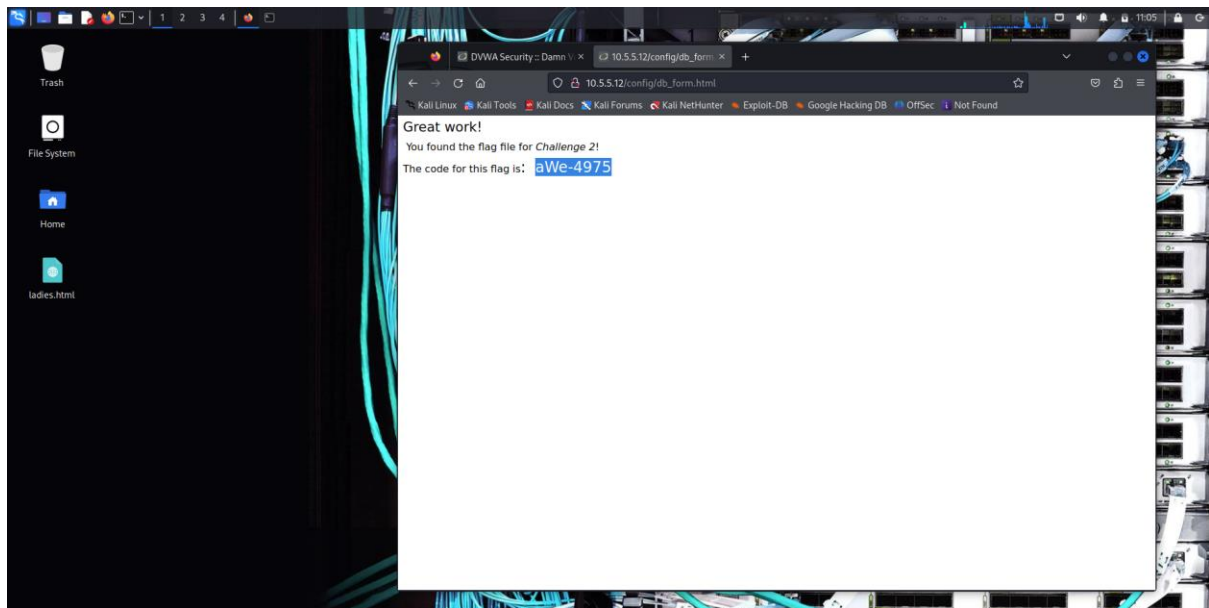 1 2 3 4
11:05
Trash
File System
Home
ladies.html
DVWA Security :: Damn V
10.5.5.12/config/db_form
10.5.5.12/config/db_form.html
Kali Linux Kali Tools Kali Docs Kali Forums Kali NetHunter Exploit-DB Google Hacking DB OffSec Not Found
Great work!
You found the flag file for Challenge 2!
The code for this flag is: aWe-4975